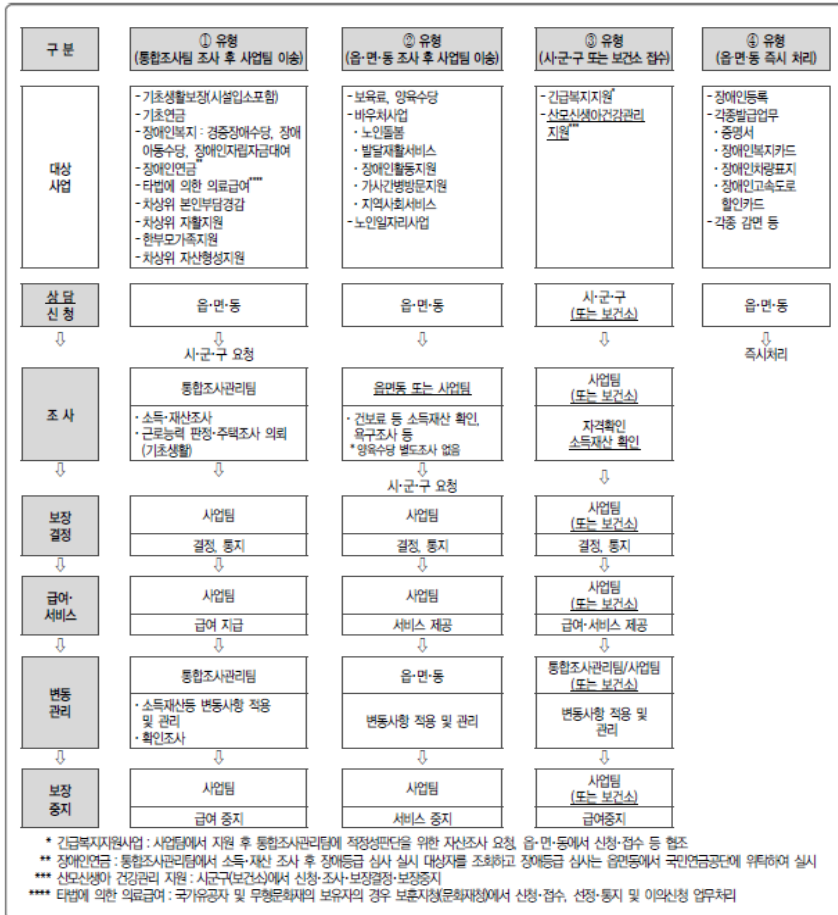 구 분
① 유형
(통합조사팀 조사 후 사업팀 이송)
② 유형
(읍·면·동 조사 후 사업팀 이송)
③ 유형
(시·군·구 또는 보건소 접수)
④ 유형
(읍·면·동 즉시 처리)
대상
사업
- 기초생활보장(시설입소포함)
- 기초연금
- 장애인복지 : 경증장애수당, 장애
아동수당, 장애인자립자금대여
- 장애인연금**
- 타법에 의한 의료급여****
- 차상위 본인부담경감
- 차상위 자활지원
- 한부모가족지원
- 차상위 자산형성지원
- 보육료, 양육수당
- 바우처사업
· 노인돌봄
· 발달재활서비스
· 장애인활동지원
· 가사간병방문지원
· 지역사회서비스
- 노인일자리사업
- 긴급복지지원*
- 산모신생아건강관리
지원***
- 장애인등록
- 각종발급업무
· 증명서
· 장애인복지카드
· 장애인차량표지
· 장애인고속도로
할인카드
- 각종 감면 등
상담
신청
읍·면·동
읍·면·동
시·군·구
(또는 보건소)
읍·면·동
⇩
⇩
⇩
⇩
⇩
시·군·구 요청
즉시처리
조 사
통합조사관리팀
· 소득·재산조사
· 근로능력 판정·주택조사 의뢰
(기초생활)
읍면동 또는 사업팀
· 건보료 등 소득재산 확인,
욕구조사 등
* 양육수당 별도조사 없음
사업팀
(또는 보건소)
자격확인
소득재산 확인
⇩
⇩
⇩
⇩
시·군·구 요청
보장
결정
사업팀
결정, 통지
사업팀
결정, 통지
사업팀
(또는 보건소)
결정, 통지
⇩
⇩
⇩
⇩
급여·
서비스
사업팀
급여 지급
사업팀
서비스 제공
사업팀
(또는 보건소)
급여·서비스 제공
⇩
⇩
⇩
⇩
변동
관리
통합조사관리팀
· 소득재산등 변동사항 적용
및 관리
· 확인조사
읍·면·동
변동사항 적용 및 관리
통합조사관리팀/사업팀
(또는 보건소)
변동사항 적용 및
관리
⇩
⇩
⇩
⇩
보장
중지
사업팀
급여 중지
사업팀
서비스 중지
사업팀
(또는 보건소)
급여중지
* 긴급복지지원사업 : 사업팀에서 지원 후 통합조사관리팀에 적정성판단을 위한 자산조사 요청, 읍·면·동에서 신청·접수 등 협조
** 장애인연금 : 통합조사관리팀에서 소득·재산 조사 후 장애등급 심사 실시 대상자를 조회하고 장애등급 심사는 읍면동에서 국민연금공단에 위탁하여 실시
*** 산모신생아 건강관리 지원 : 시군구(보건소)에서 신청·조사·보장결정·보장중지
**** 타법에 의한 의료급여 : 국가유공자 및 무형문화재의 보유자의 경우 보훈지청(문화재청)에서 신청·접수, 선정·통지 및 이의신청 업무처리